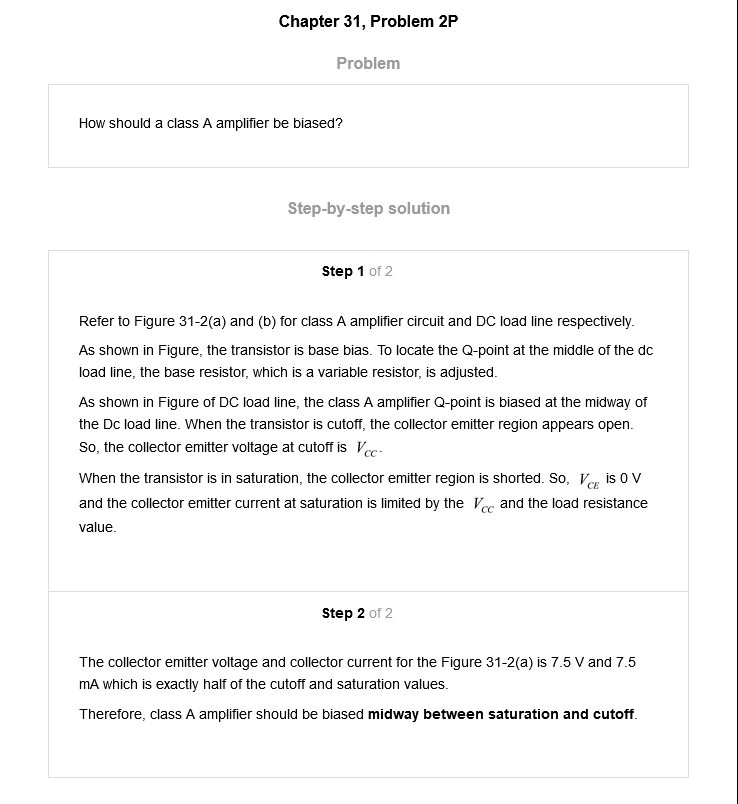 Chapter 31, Problem 2P
Problem
How should a class A amplifier be biased?
Step-by-step solution
Step 1 of 2
Refer to Figure 31-2(a) and (b) for class A amplifier circuit and DC load line respectively.
As shown in Figure, the transistor is base bias. To locate the Q-point at the middle of the dc
load line, the base resistor, which is a variable resistor, is adjusted.
As shown in Figure of DC load line, the class A amplifier Q-point is biased at the midway of
the Dc load line. When the transistor is cutoff, the collector emitter region appears open.
So, the collector emitter voltage at cutoff is V_CC.
When the transistor is in saturation, the collector emitter region is shorted. So, V_CE is 0 V
and the collector emitter current at saturation is limited by the V_CC and the load resistance
value.
Step 2 of 2
The collector emitter voltage and collector current for the Figure 31-2(a) is 7.5 V and 7.5
mA which is exactly half of the cutoff and saturation values.
Therefore, class A amplifier should be biased midway between saturation and cutoff.